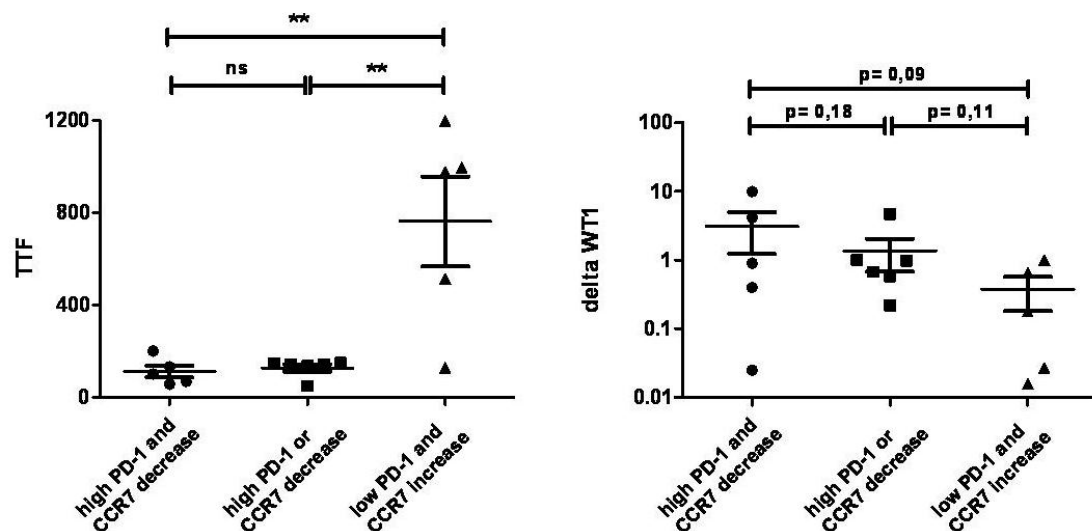 **
ns
**
TTF
1200
800
400
0
high PD-1 and
CCR7 decrease
high PD-1 or
CCR7 decrease
low PD-1 and
CCR7 increase
p= 0,09
p= 0,18
p= 0,11
delta WT1
100
10
1
0.1
0.01
high PD-1 and
CCR7 decrease
high PD-1 or
CCR7 decrease
low PD-1 and
CCR7 increase